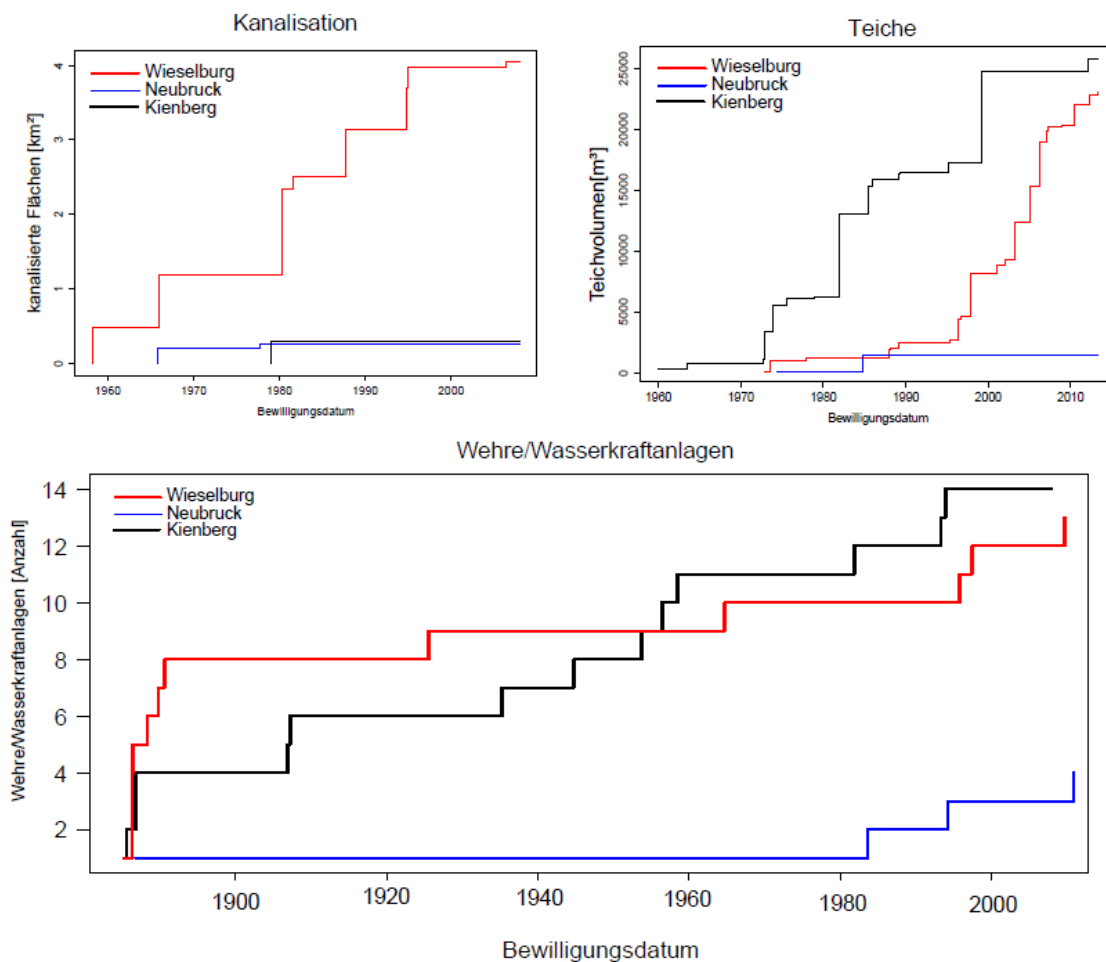 Kanalisation
kanalisierte Flächen [km²]
4
3
2
1
0
Wieselburg
Neubruck
Kienberg
1960
1970
1980
1990
2000
Bewilligungsdatum
Teiche
Teichvolumen[m³]
25000
20000
15000
10000
5000
0
Wieselburg
Neubruck
Kienberg
1960
1970
1980
1990
2000
2010
Bewilligungsdatum
Wehre/Wasserkraftanlagen
Wehre/Wasserkraftanlagen [Anzahl]
14
12
10
8
6
4
2
Wieselburg
Neubruck
Kienberg
1900
1920
1940
1960
1980
2000
Bewilligungsdatum